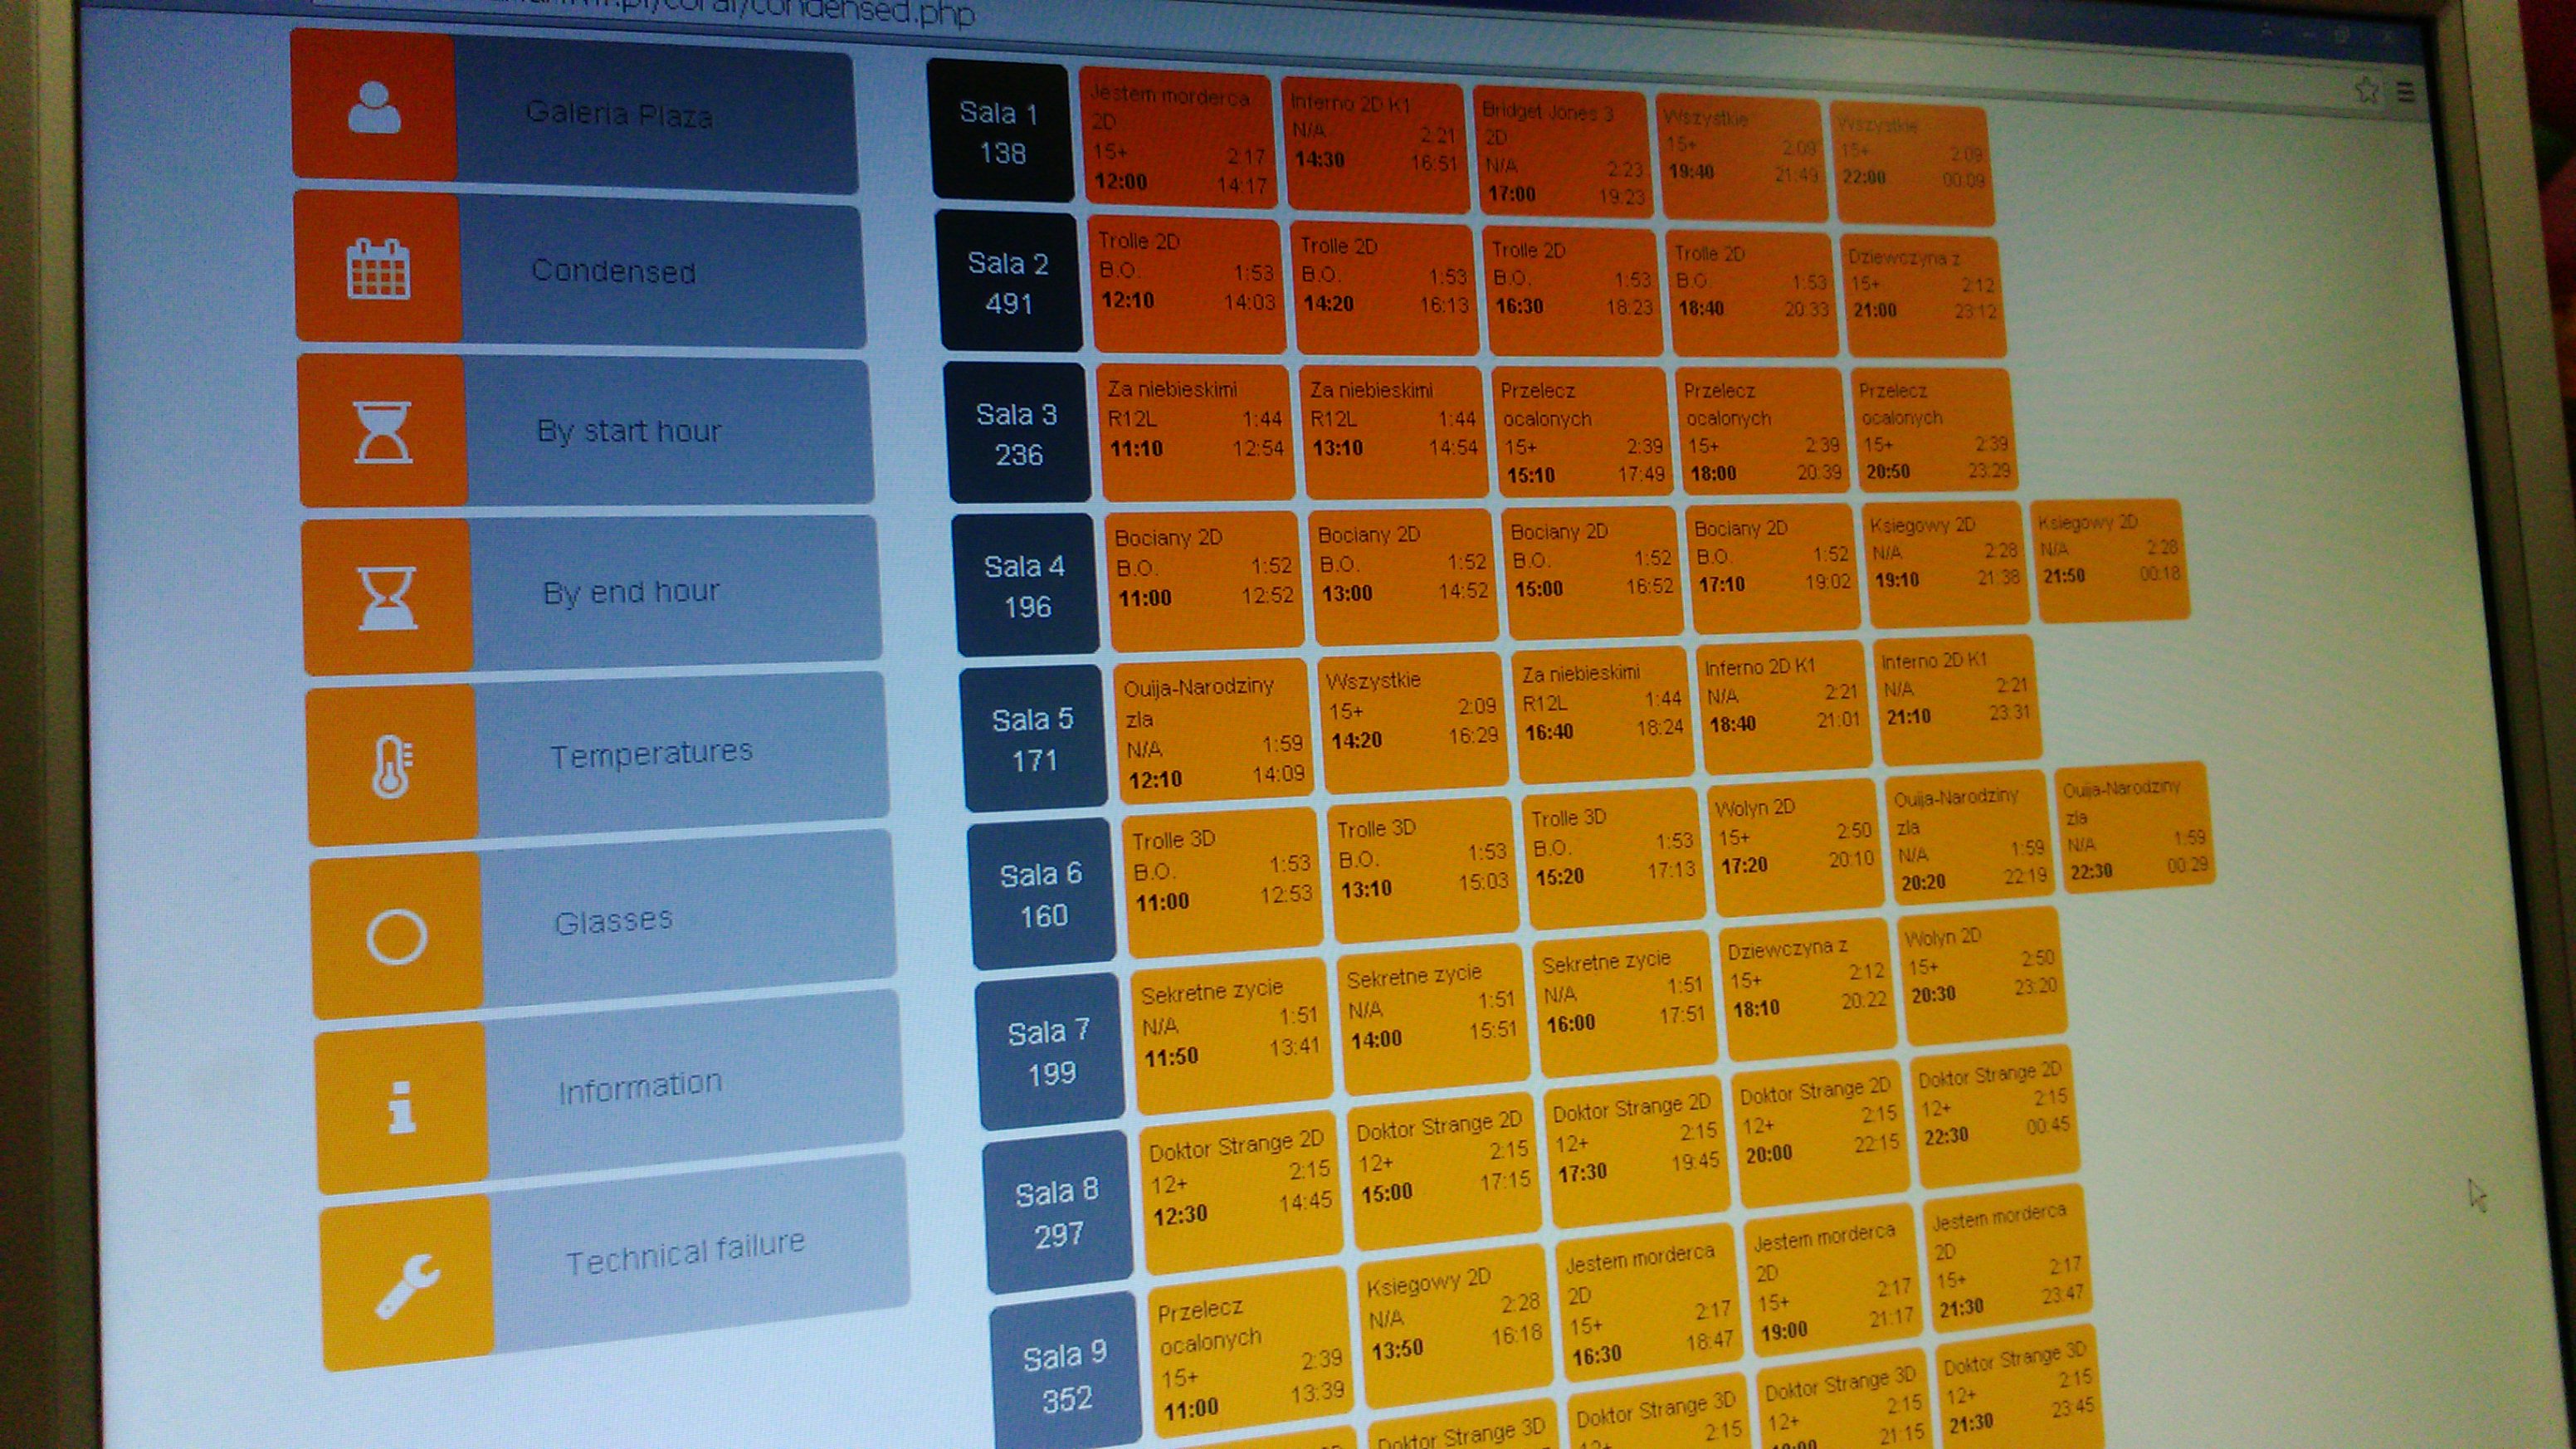 condensed.php
Galeria Plaza
Condensed
By start hour
By end hour
Temperatures
Glasses
Information
Technical failure
Sala 1
138
Jestem morderca
2D
15+ 2:17
12:00 14:17
Inferno 2D K1
N/A 2:21
14:30 16:51
Bridget Jones 3
2D
N/A 2:23
17:00 19:23
Wszystkie
15+ 2:09
19:40 21:49
Wszystkie
15+ 2:09
22:00 00:09
Sala 2
491
Trolle 2D
B.O. 1:53
12:10 14:03
Trolle 2D
B.O. 1:53
14:20 16:13
Trolle 2D
B.O. 1:53
16:30 18:23
Trolle 2D
B.O. 1:53
18:40 20:33
Dziewczyna z
15+ 2:12
21:00 23:12
Sala 3
236
Za niebieskimi
R12L 1:44
11:10 12:54
Za niebieskimi
R12L 1:44
13:10 14:54
Przelecz
ocalonych
15+ 2:39
15:10 17:49
Przelecz
ocalonych
15+ 2:39
18:00 20:39
Przelecz
ocalonych
15+ 2:39
20:50 23:29
Sala 4
196
Bociany 2D
B.O. 1:52
11:00 12:52
Bociany 2D
B.O. 1:52
13:00 14:52
Bociany 2D
B.O. 1:52
15:00 16:52
Bociany 2D
B.O. 1:52
17:10 19:02
Ksiegowy 2D
N/A 2:28
19:10 21:38
Ksiegowy 2D
N/A 2:28
21:50 00:18
Sala 5
171
Ouija-Narodziny
zla
N/A 1:59
12:10 14:09
Wszystkie
15+ 2:09
14:20 16:29
Za niebieskimi
R12L 1:44
16:40 18:24
Inferno 2D K1
N/A 2:21
18:40 21:01
Inferno 2D K1
N/A 2:21
21:10 23:31
Sala 6
160
Trolle 3D
B.O. 1:53
11:00 12:53
Trolle 3D
B.O. 1:53
13:10 15:03
Trolle 3D
B.O. 1:53
15:20 17:13
Wolyn 2D
15+ 2:50
17:20 20:10
Ouija-Narodziny
zla
N/A 1:59
20:20 22:19
Ouija-Narodziny
zla
N/A 1:59
22:30 00:29
Sala 7
199
Sekretne zycie
N/A 1:51
11:50 13:41
Sekretne zycie
N/A 1:51
14:00 15:51
Sekretne zycie
N/A 1:51
16:00 17:51
Dziewczyna z
15+ 2:12
18:10 20:22
Wolyn 2D
15+ 2:50
20:30 23:20
Sala 8
297
Doktor Strange 2D
12+ 2:15
12:30 14:45
Doktor Strange 2D
12+ 2:15
15:00 17:15
Doktor Strange 2D
12+ 2:15
17:30 19:45
Doktor Strange 2D
12+ 2:15
20:00 22:15
Doktor Strange 2D
12+ 2:15
22:30 00:45
Sala 9
352
Przelecz
ocalonych
15+ 2:39
11:00 13:39
Ksiegowy 2D
N/A 2:28
13:50 16:18
Jestem morderca
2D
15+ 2:17
16:30 18:47
Jestem morderca
2D
15+ 2:17
19:00 21:17
Jestem morderca
2D
15+ 2:17
21:30 23:47
Doktor Strange 3D
Doktor Strange 3D
2:15
Doktor Strange 3D
12+ 2:15
21:15
Doktor Strange 3D
12+ 2:15
21:30 23:45